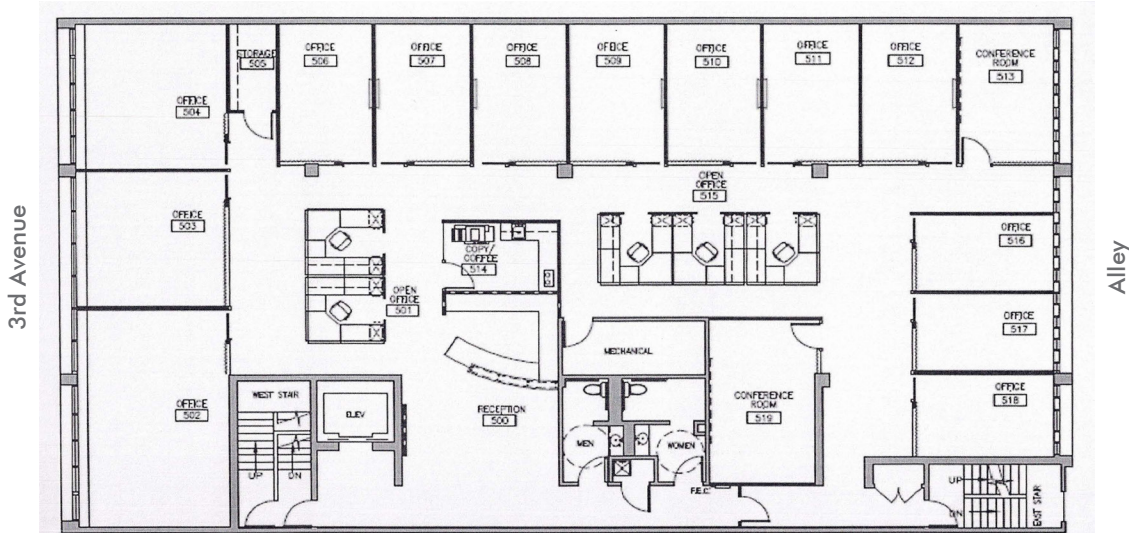 OFFICE
504
STORAGE
505
OFFICE
506
OFFICE
507
OFFICE
508
OFFICE
509
OFFICE
510
OFFICE
511
OFFICE
512
CONFERENCE
ROOM
513
OPEN
OFFICE
515
3rd Avenue
OFFICE
503
COPY/
COFFEE
514
OFFICE
516
Alley
OPEN
OFFICE
501
OFFICE
517
MECHANICAL
OFFICE
502
WEST STAIR
ELEV
RECEPTION
500
CONFERENCE
ROOM
519
OFFICE
518
MEN
WOMEN
UP
DN
F.E.C.
UP
DN
EAST STAIR